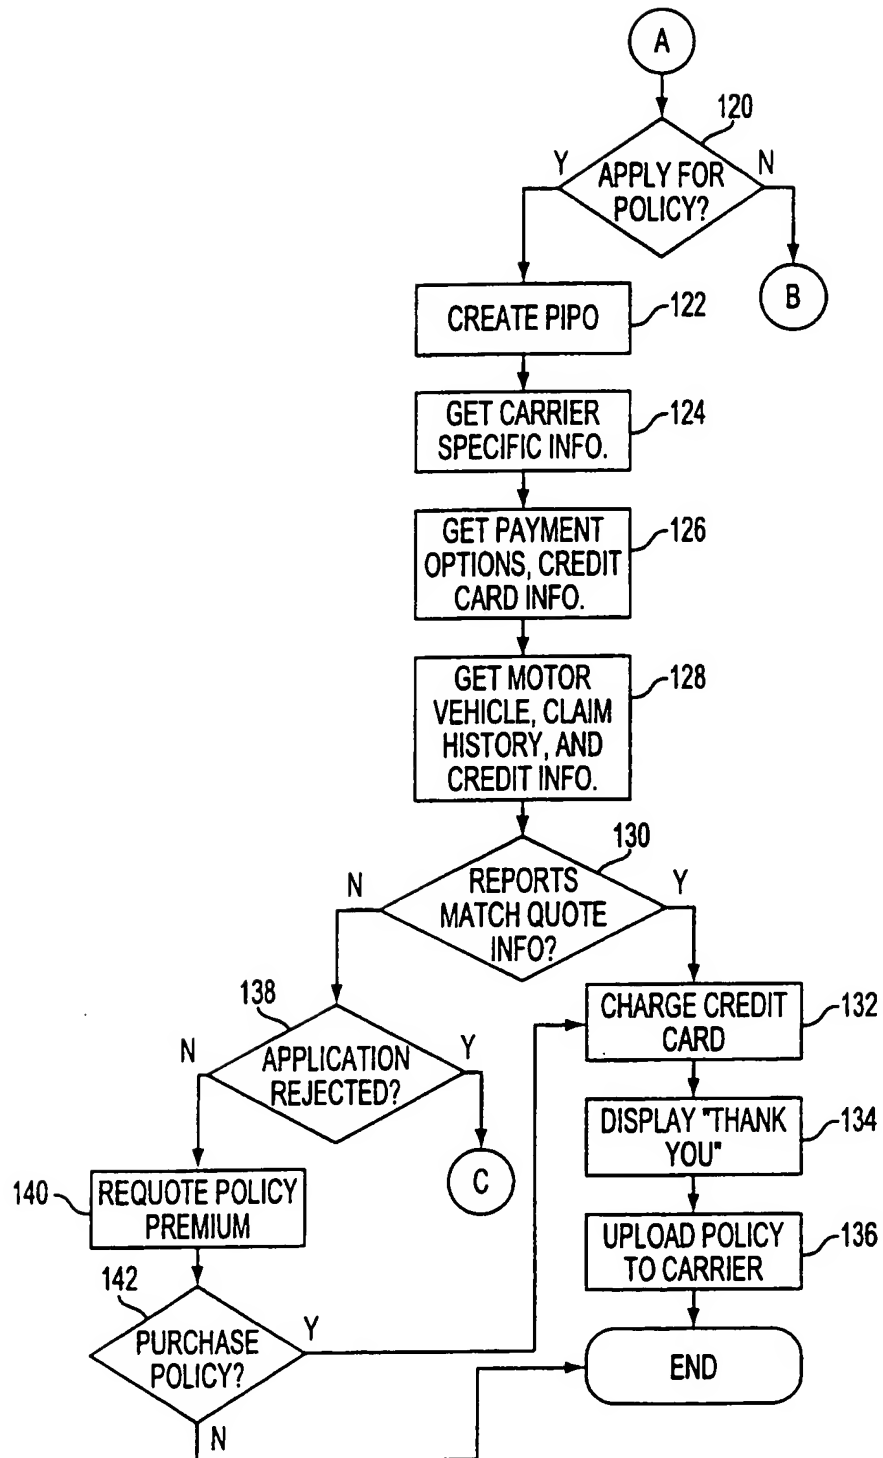 A
120
Y
APPLY FOR
POLICY?
N
B
CREATE PIPO
122
GET CARRIER
SPECIFIC INFO.
124
GET PAYMENT
OPTIONS, CREDIT
CARD INFO.
126
GET MOTOR
VEHICLE, CLAIM
HISTORY, AND
CREDIT INFO.
128
130
N
REPORTS
MATCH QUOTE
INFO?
Y
138
N
APPLICATION
REJECTED?
Y
C
CHARGE CREDIT
CARD
132
DISPLAY "THANK
YOU"
134
140
REQUOTE POLICY
PREMIUM
UPLOAD POLICY
TO CARRIER
136
142
PURCHASE
POLICY?
Y
N
END